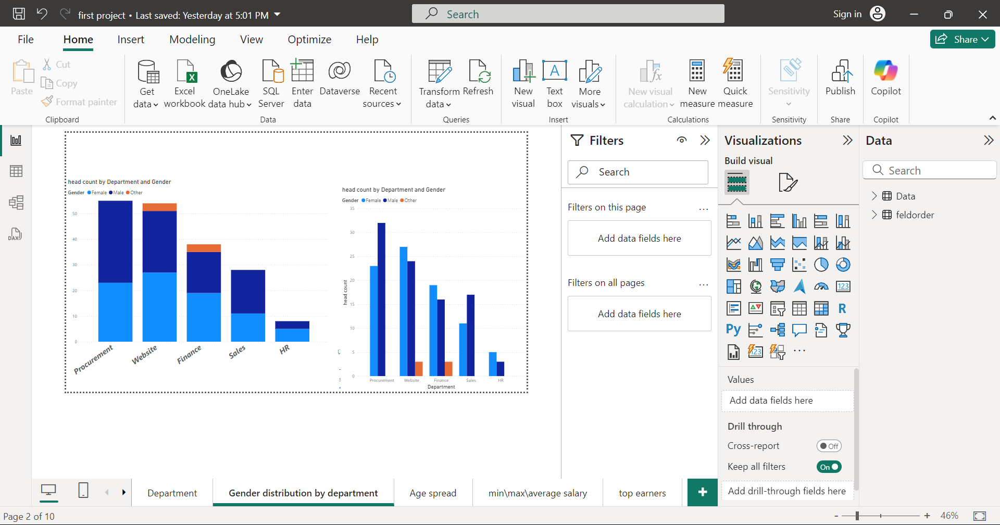 first project • Last saved: Yesterday at 5:01 PM
Search
Sign in
File Home Insert Modeling View Optimize Help
Share
Paste
Cut
Copy
Format painter
Clipboard
Get data
Excel workbook
OneLake data hub
SQL Server
Enter data
Dataverse
Recent sources
Data
Transform data
Refresh
Queries
New visual
Text box
More visuals
Insert
New visual calculation
New measure
Quick measure
Calculations
Sensitivity
Sensitivity
Publish
Share
Copilot
Copilot
DAX
head count by Department and Gender
Gender Female Male Other
50
40
30
20
10
0
Procurement Website Finance Sales HR
head count by Department and Gender
Gender Female Male Other
35
30
25
20
15
10
5
0
head count
Procurement Website Finance Sales HR
Department
Filters
Search
Filters on this page ...
Add data fields here
Filters on all pages ...
Add data fields here
Visualizations
Build visual
123
R
Py
123
...
Values
Add data fields here
Drill through
Cross-report Off
Keep all filters On
Add drill-through fields here
Data
Search
Data
feldorder
Department
Gender distribution by department
Age spread
min\max\average salary
top earners
+
Page 2 of 10
- + 46%